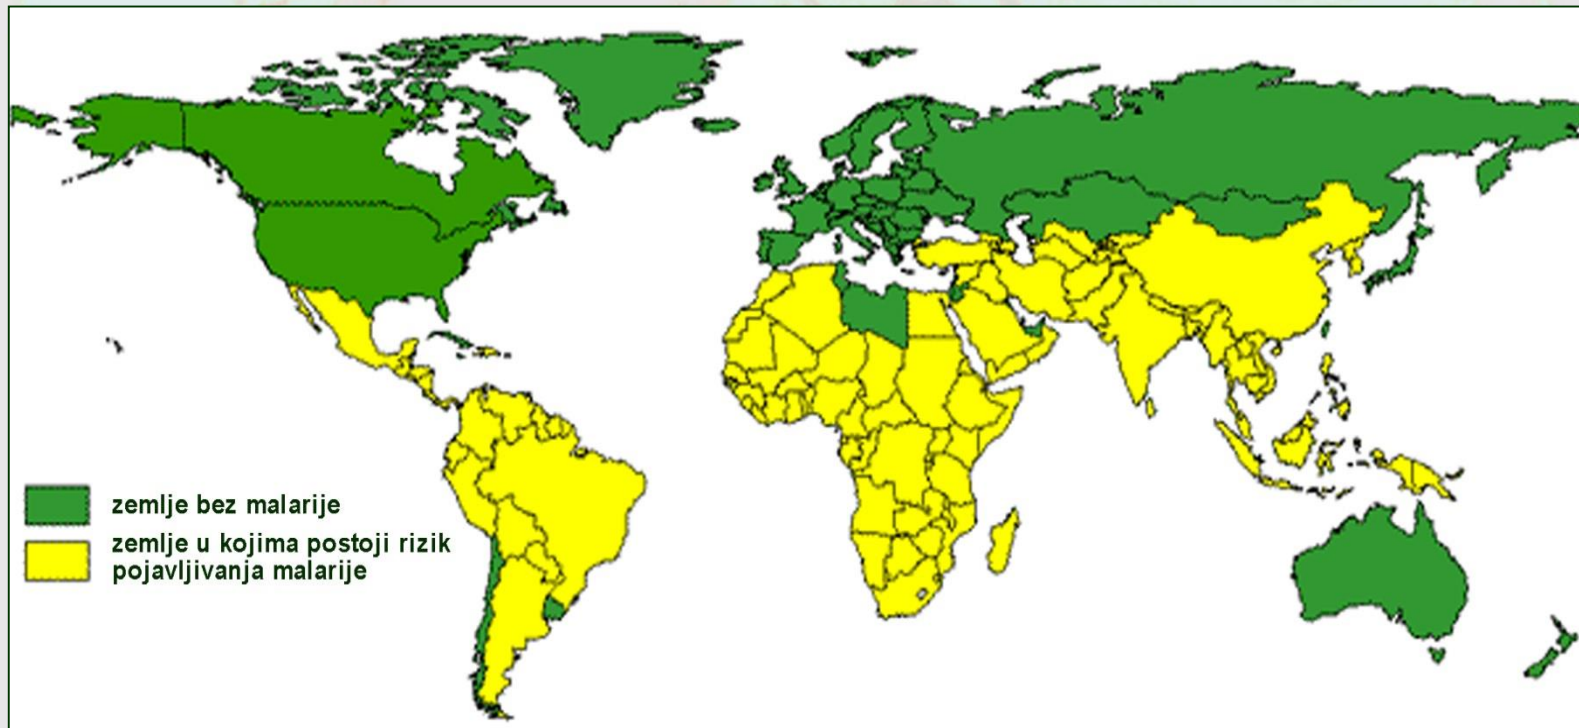 zemlje bez malarije
zemlje u kojima postoji rizik
pojavljivanja malarije